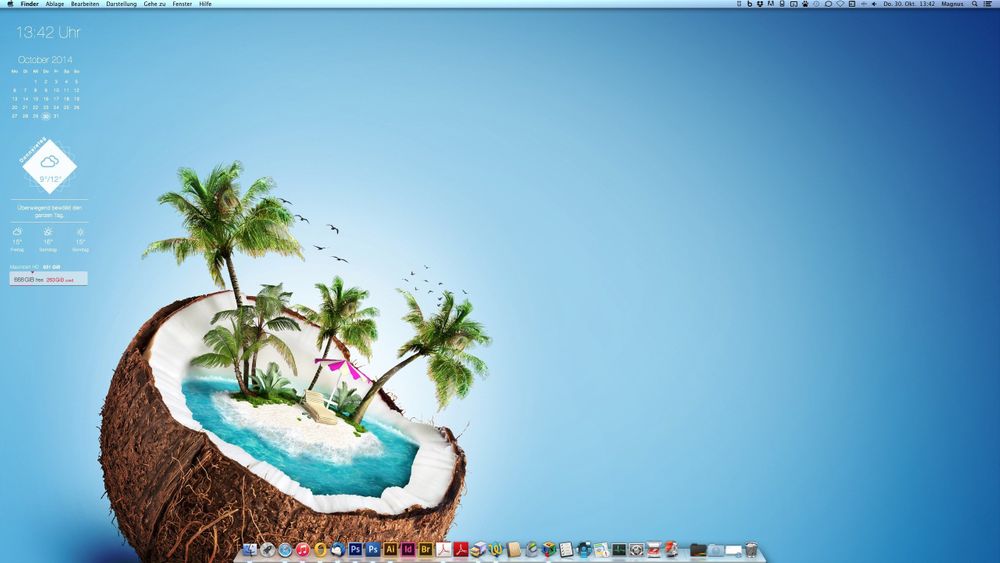 Finder Ablage Bearbeiten Darstellung Gehe zu Fenster Hilfe
Do. 30. Okt. 13:42 Magnus
13:42 Uhr
October 2014
Mo Di Mi Do Fr Sa So
1 2 3 4 5
6 7 8 9 10 11 12
13 14 15 16 17 18 19
20 21 22 23 24 25 26
27 28 29 30 31
Donnerstag
9°/12°
Überwiegend bewölkt den
ganzen Tag.
15° 16° 15°
Freitag Samstag Sonntag
Macintosh HD 931 GiB
668GiB free 263GiB used
Ps Ps Ai Id Br